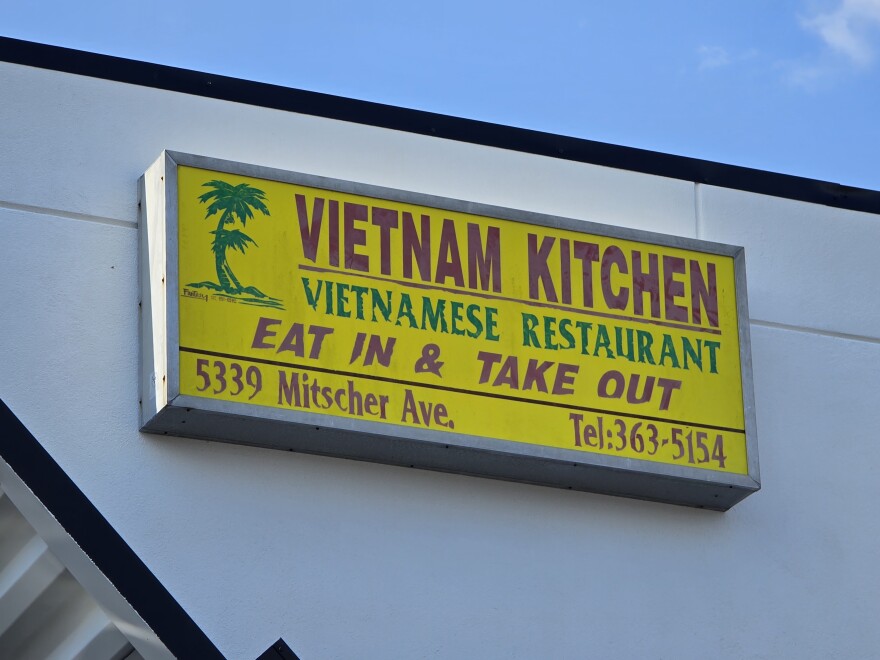 VIETNAM KITCHEN
VIETNAMESE RESTAURANT
EAT IN & TAKE OUT
5339 Mitscher Ave.
Tel:363-5154